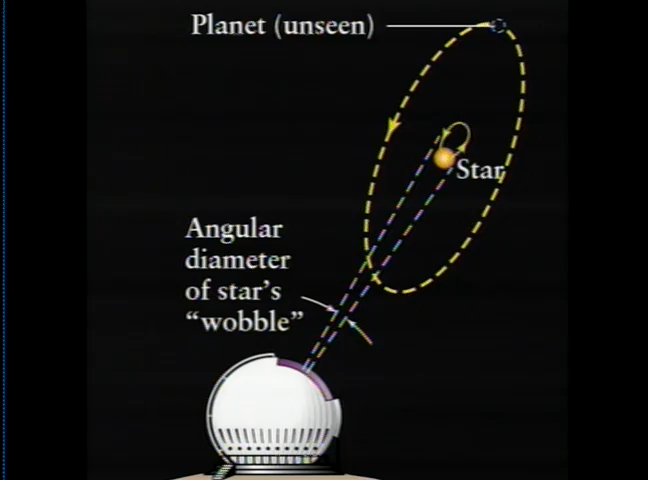 Planet (unseen)
Star
Angular
diameter
of star's
“wobble”